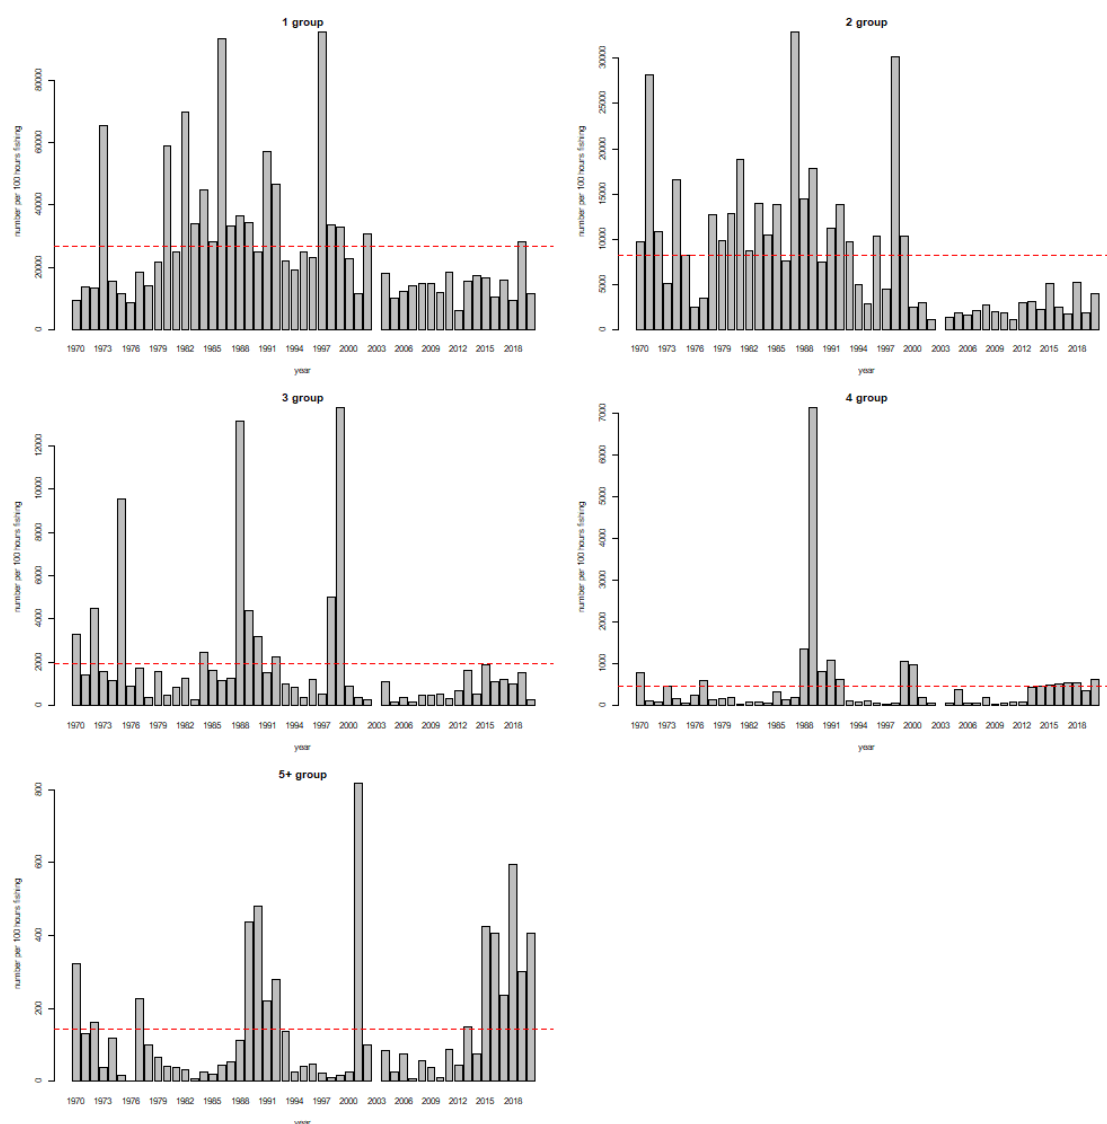 1 group
number per 100 hours fishing
0 20000 40000 60000 80000
1970 1973 1976 1979 1982 1985 1988 1991 1994 1997 2000 2003 2006 2009 2012 2015 2018
year
2 group
number per 100 hours fishing
0 5000 10000 15000 20000 25000 30000
1970 1973 1976 1979 1982 1985 1988 1991 1994 1997 2000 2003 2006 2009 2012 2015 2018
year
3 group
number per 100 hours fishing
0 2000 4000 6000 8000 10000 12000
1970 1973 1976 1979 1982 1985 1988 1991 1994 1997 2000 2003 2006 2009 2012 2015 2018
year
4 group
number per 100 hours fishing
0 1000 2000 3000 4000 5000 6000 7000
1970 1973 1976 1979 1982 1985 1988 1991 1994 1997 2000 2003 2006 2009 2012 2015 2018
year
5+ group
number per 100 hours fishing
0 200 400 600 800
1970 1973 1976 1979 1982 1985 1988 1991 1994 1997 2000 2003 2006 2009 2012 2015 2018
year